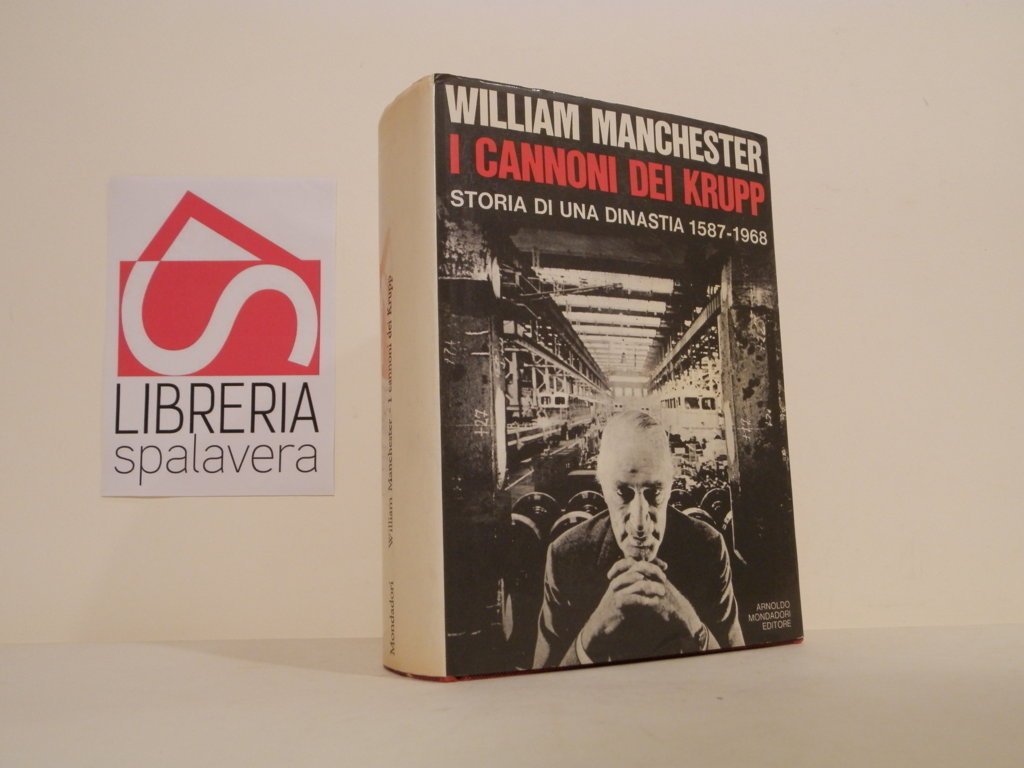 LIBRERIA
spalavera
Mondadori William Manchester - I cannoni dei Krupp
WILLIAM MANCHESTER
I CANNONI DEI KRUPP
STORIA DI UNA DINASTIA 1587-1968
127
ARNOLDO
MONDADORI
EDITORE